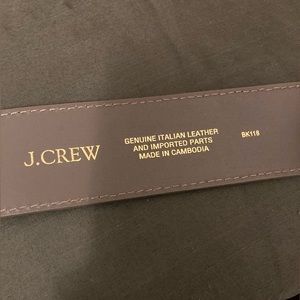 J.CREW
GENUINE ITALIAN LEATHER
AND IMPORTED PARTS
MADE IN CAMBODIA
BK118